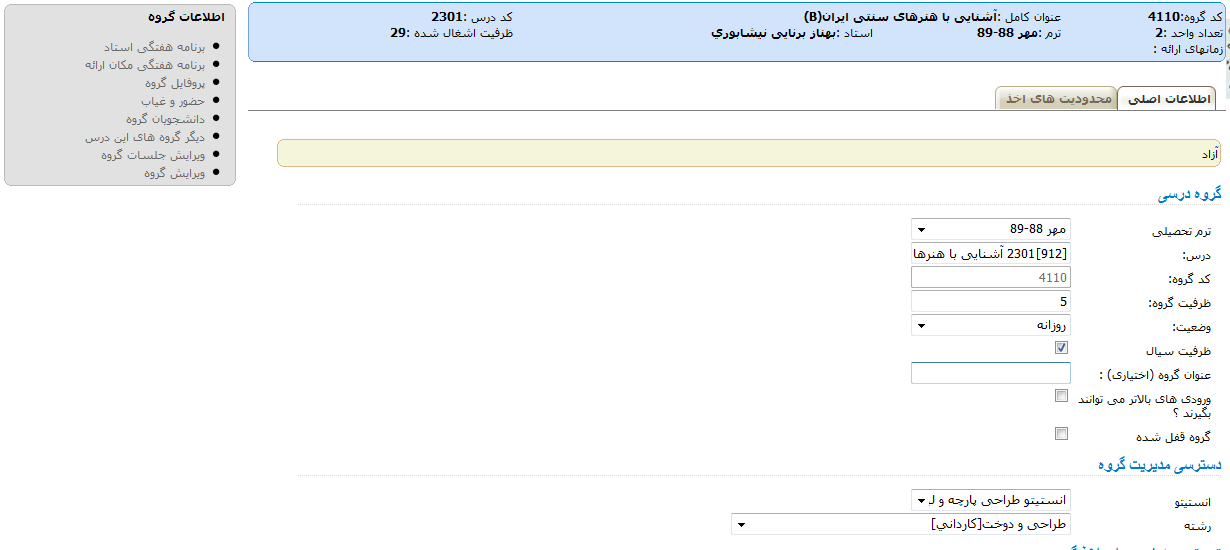 کد گروه:4110 عنوان کامل :آشنایی با هنرهای سنتی ایران(B) کد درس :2301
تعداد واحد :2 ترم :مهر 88-89 استاد :بهناز برنایی نیشابوري ظرفیت اشغال شده :29
زمانهای ارائه :
اطلاعات گروه
برنامه هفتگی استاد
برنامه هفتگی مکان ارائه
پروفایل گروه
حضور و غیاب
دانشجویان گروه
دیگر گروه های این درس
ویرایش جلسات گروه
ویرایش گروه
اطلاعات اصلی محدودیت های اخذ
آزاد
گروه درسی
ترم تحصیلی مهر 88-89
درس: [912]2301 آشنایی با هنرها
کد گروه: 4110
ظرفیت گروه: 5
وضعیت: روزانه
ظرفیت سیال
عنوان گروه (اختیاری) :
ورودی های بالاتر می توانند
بگیرند ؟
گروه قفل شده
دسترسی مدیریت گروه
انستیتو انستیتو طراحی پارچه و لب
رشته طراحی و دوخت[کارداني]